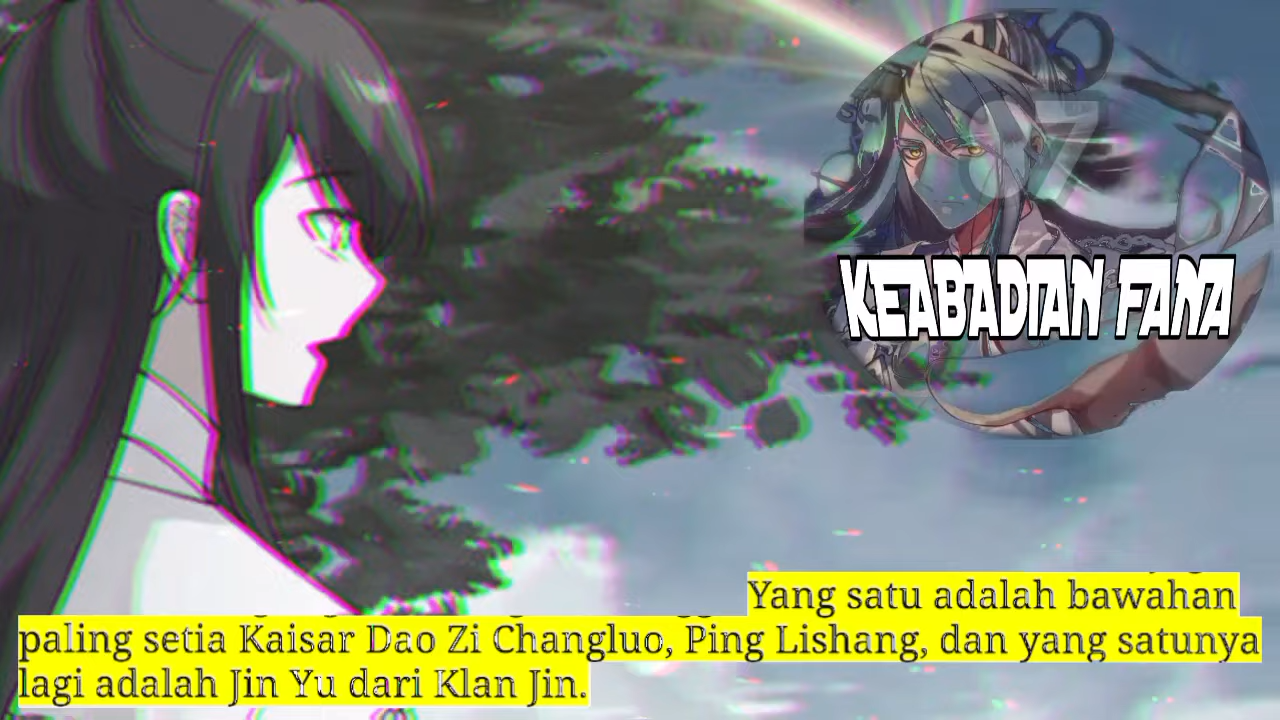 KEABADIAN FANA
Yang satu adalah bawahan
paling setia Kaisar Dao Zi Changluo, Ping Lishang, dan yang satunya
lagi adalah Jin Yu dari Klan Jin.